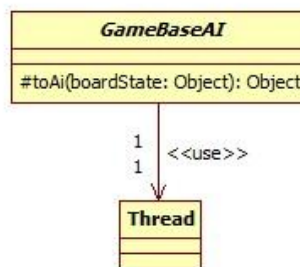 GameBaseAI
#toAi(boardState: Object): Object
1
<<use>>
1
Thread